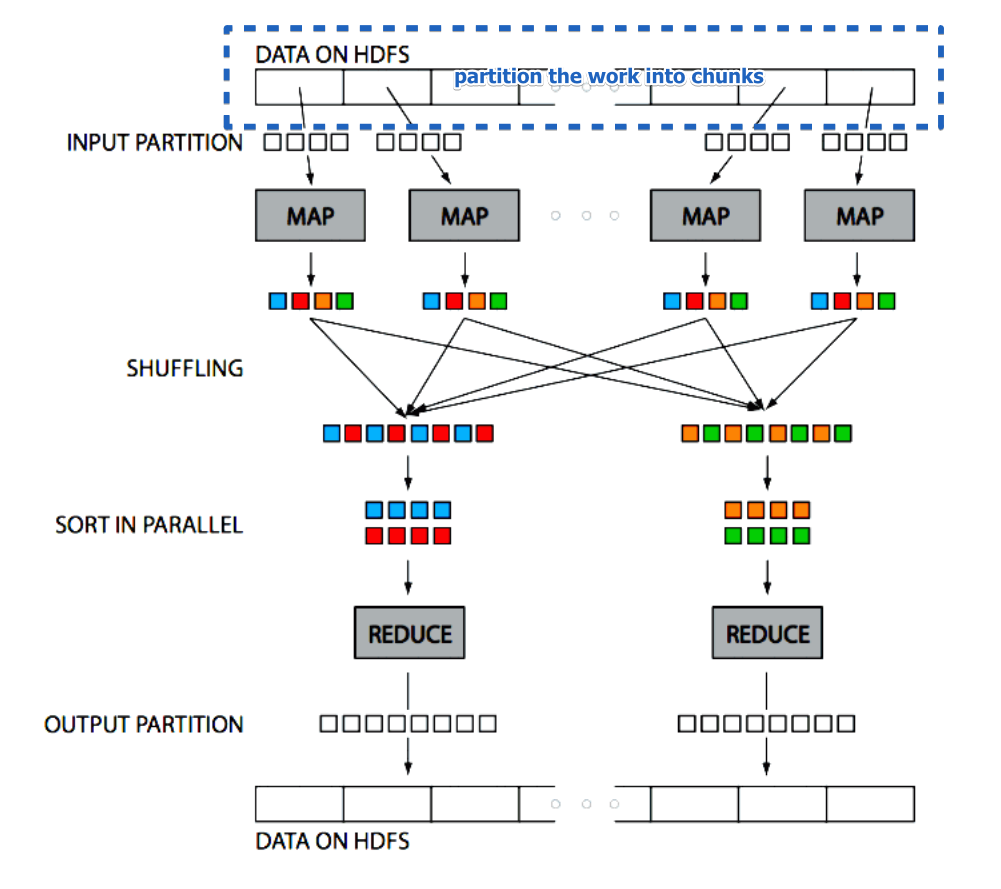 DATA ON HDFS
partition the work into chunks
INPUT PARTITION
MAP MAP MAP MAP
SHUFFLING
SORT IN PARALLEL
REDUCE REDUCE
OUTPUT PARTITION
DATA ON HDFS